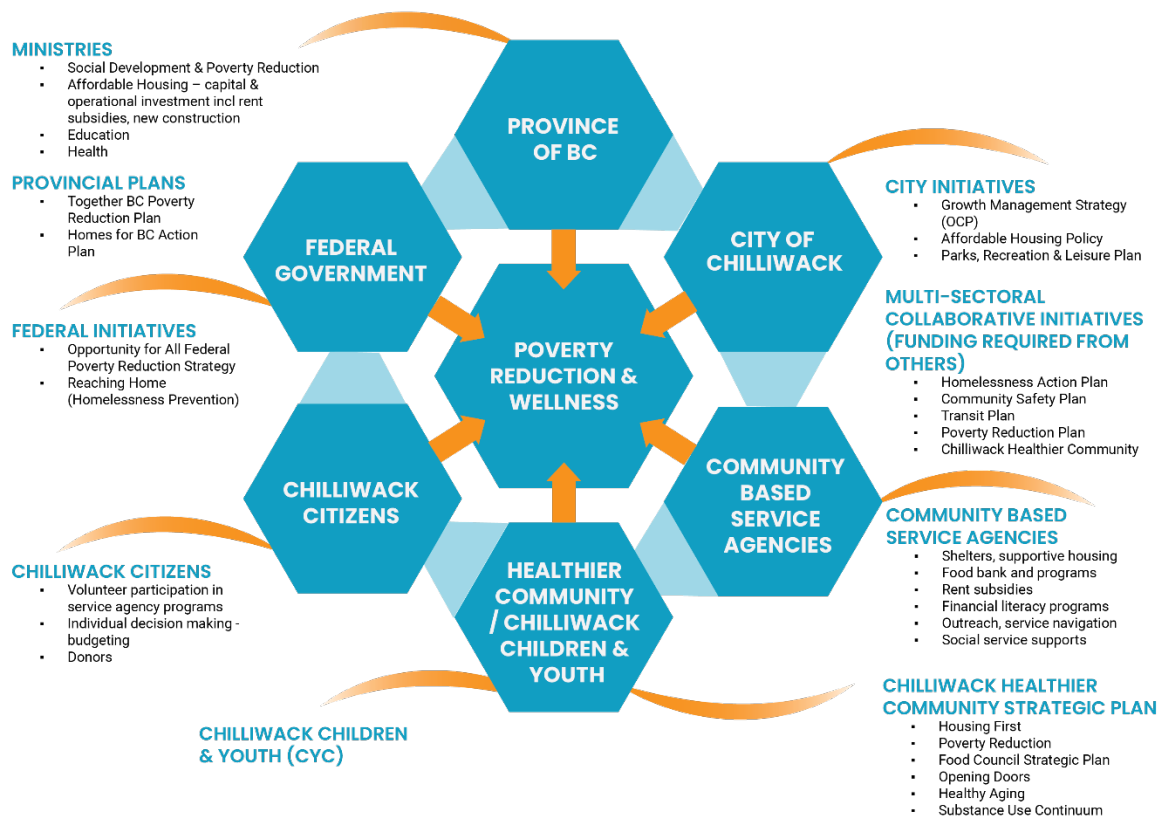 MINISTRIES
▪ Social Development & Poverty Reduction
▪ Affordable Housing – capital &
operational investment incl rent
subsidies, new construction
▪ Education
▪ Health
PROVINCIAL PLANS
▪ Together BC Poverty
Reduction Plan
▪ Homes for BC Action
Plan
FEDERAL INITIATIVES
▪ Opportunity for All Federal
Poverty Reduction Strategy
▪ Reaching Home
(Homelessness Prevention)
CHILLIWACK CITIZENS
▪ Volunteer participation in
service agency programs
▪ Individual decision making -
budgeting
▪ Donors
CHILLIWACK CHILDREN
& YOUTH (CYC)
PROVINCE
OF BC
FEDERAL
GOVERNMENT
CITY OF
CHILLIWACK
POVERTY
REDUCTION &
WELLNESS
CHILLIWACK
CITIZENS
COMMUNITY
BASED
SERVICE
AGENCIES
HEALTHIER
COMMUNITY
/ CHILLIWACK
CHILDREN &
YOUTH
CITY INITIATIVES
▪ Growth Management Strategy
(OCP)
▪ Affordable Housing Policy
▪ Parks, Recreation & Leisure Plan
MULTI-SECTORAL
COLLABORATIVE INITIATIVES
(FUNDING REQUIRED FROM
OTHERS)
▪ Homelessness Action Plan
▪ Community Safety Plan
▪ Transit Plan
▪ Poverty Reduction Plan
▪ Chilliwack Healthier Community
COMMUNITY BASED
SERVICE AGENCIES
▪ Shelters, supportive housing
▪ Food bank and programs
▪ Rent subsidies
▪ Financial literacy programs
▪ Outreach, service navigation
▪ Social service supports
CHILLIWACK HEALTHIER
COMMUNITY STRATEGIC PLAN
▪ Housing First
▪ Poverty Reduction
▪ Food Council Strategic Plan
▪ Opening Doors
▪ Healthy Aging
▪ Substance Use Continuum